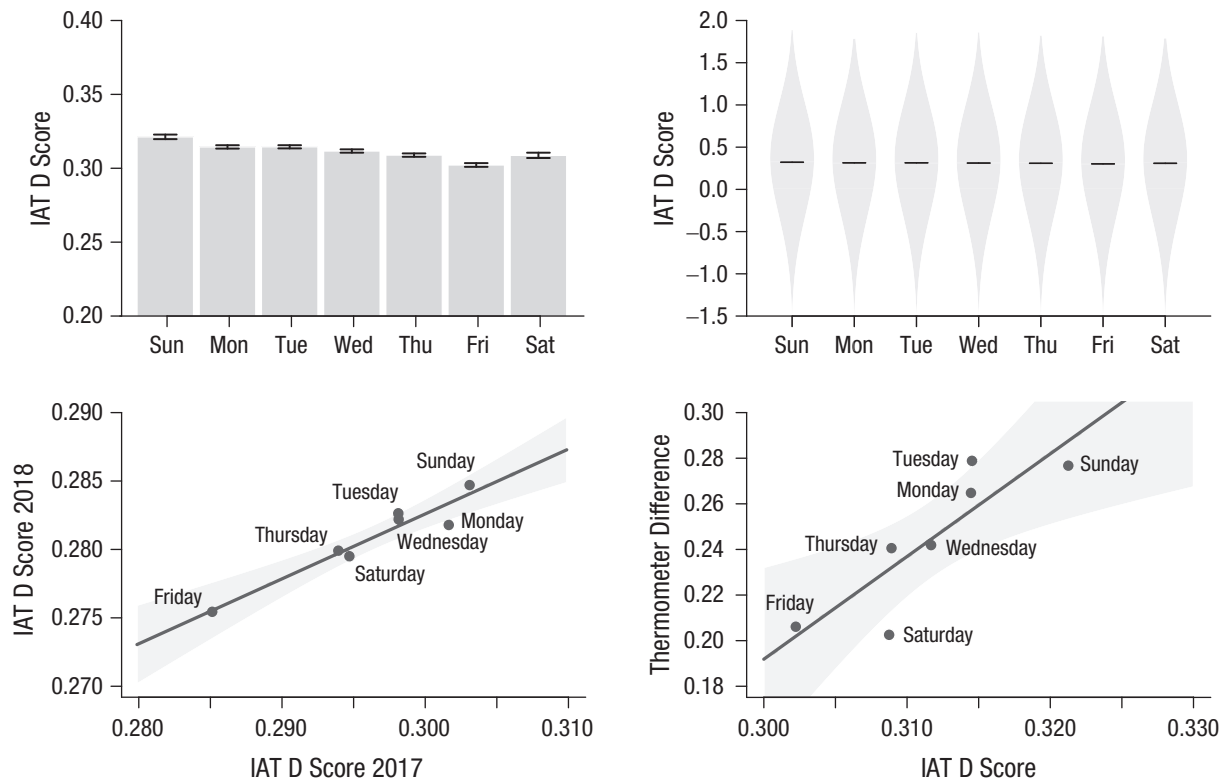 0.40
0.35
0.30
0.25
0.20
IAT D Score
Sun Mon Tue Wed Thu Fri Sat
2.0
1.5
1.0
0.5
0.0
−0.5
−1.0
−1.5
IAT D Score
Sun Mon Tue Wed Thu Fri Sat
0.290
0.285
0.280
0.275
0.270
IAT D Score 2018
Sunday
Tuesday
Monday
Thursday
Wednesday
Saturday
Friday
0.280 0.290 0.300 0.310
IAT D Score 2017
0.30
0.28
0.26
0.24
0.22
0.20
0.18
Thermometer Difference
Tuesday
Sunday
Monday
Thursday
Wednesday
Friday
Saturday
0.300 0.310 0.320 0.330
IAT D Score